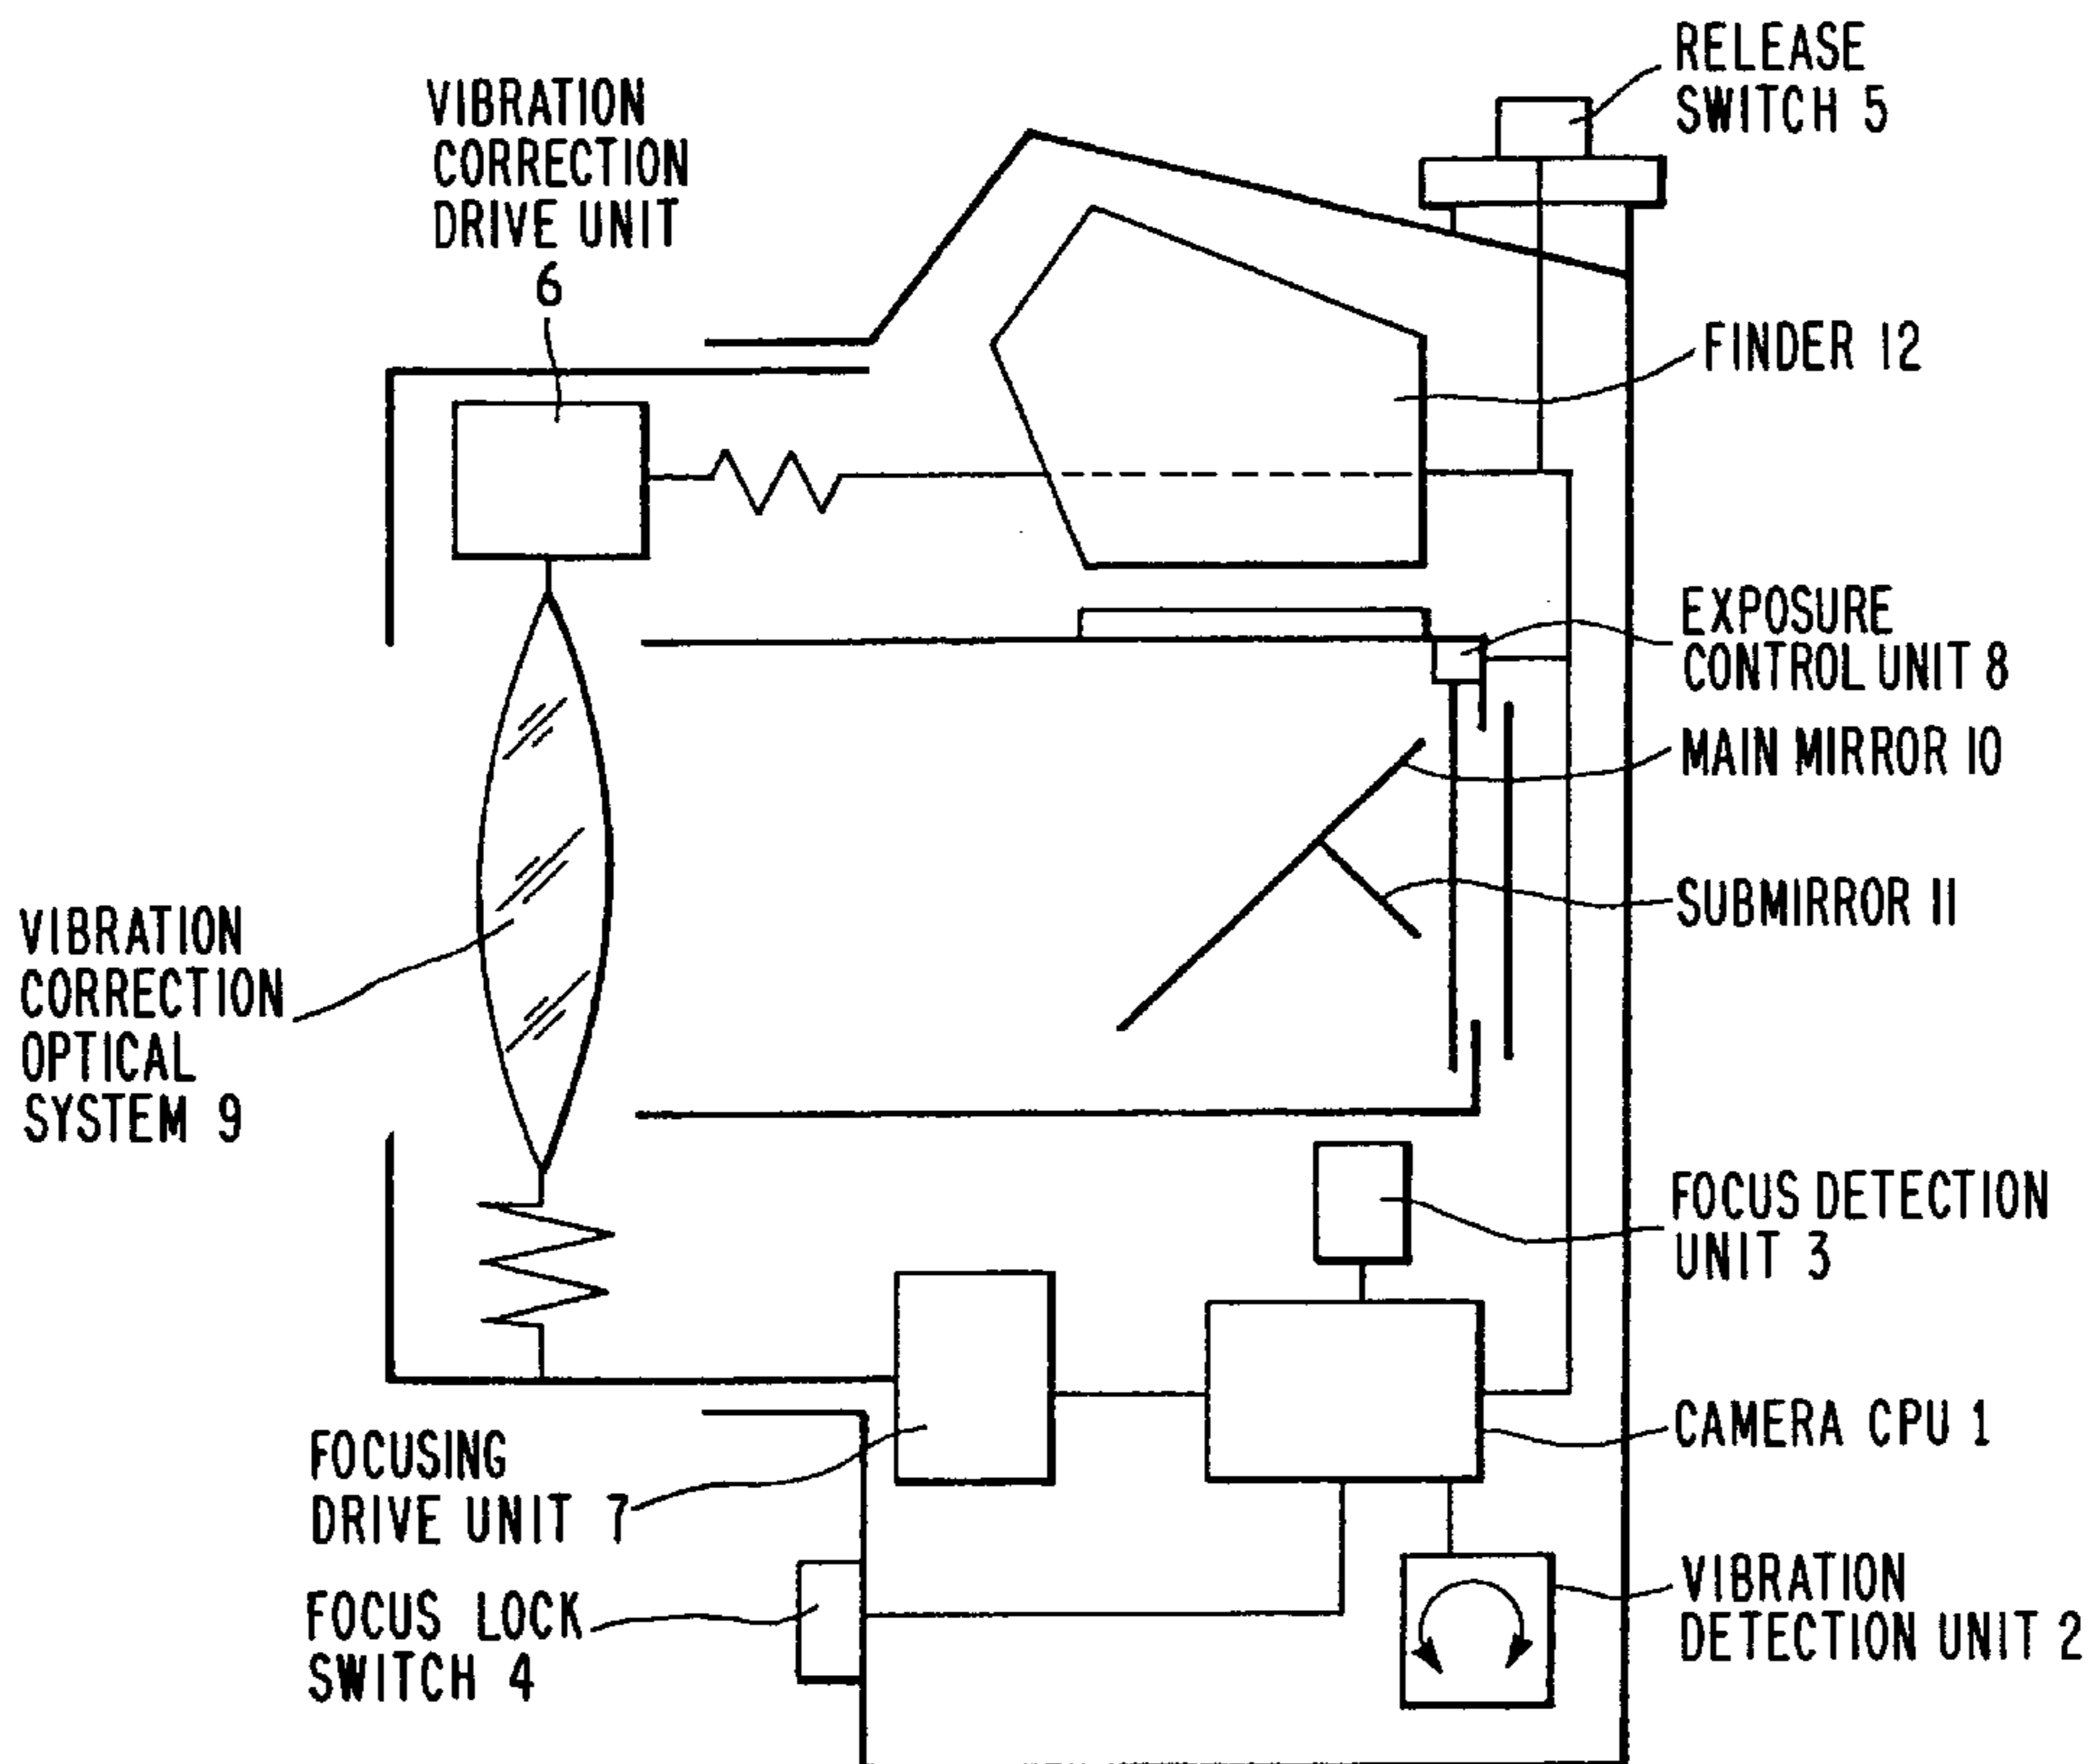 RELEASE
SWITCH 5
VIBRATION
CORRECTION
DRIVE UNIT
6
FINDER 12
EXPOSURE
CONTROL UNIT 8
MAIN MIRROR 10
SUBMIRROR 11
VIBRATION
CORRECTION
OPTICAL
SYSTEM 9
FOCUS DETECTION
UNIT 3
CAMERA CPU 1
FOCUSING
DRIVE UNIT 7
VIBRATION
DETECTION UNIT 2
FOCUS LOCK
SWITCH 4